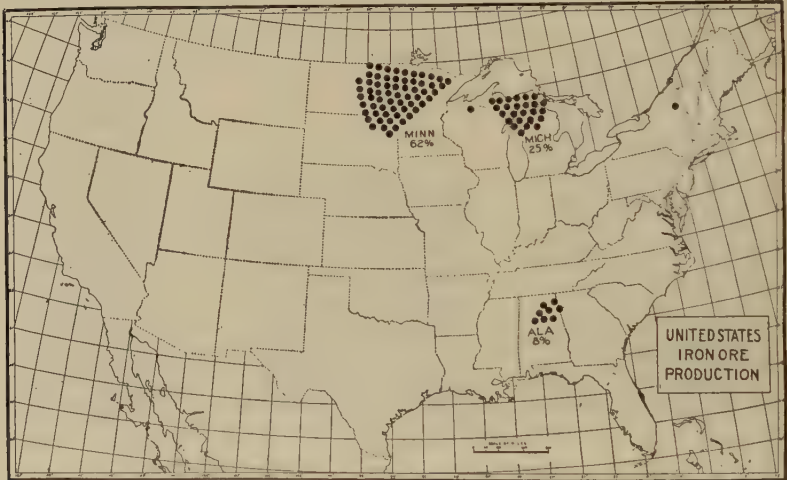 MINN
62%
MICH
25%
ALA
8%
UNITED STATES
IRON ORE
PRODUCTION